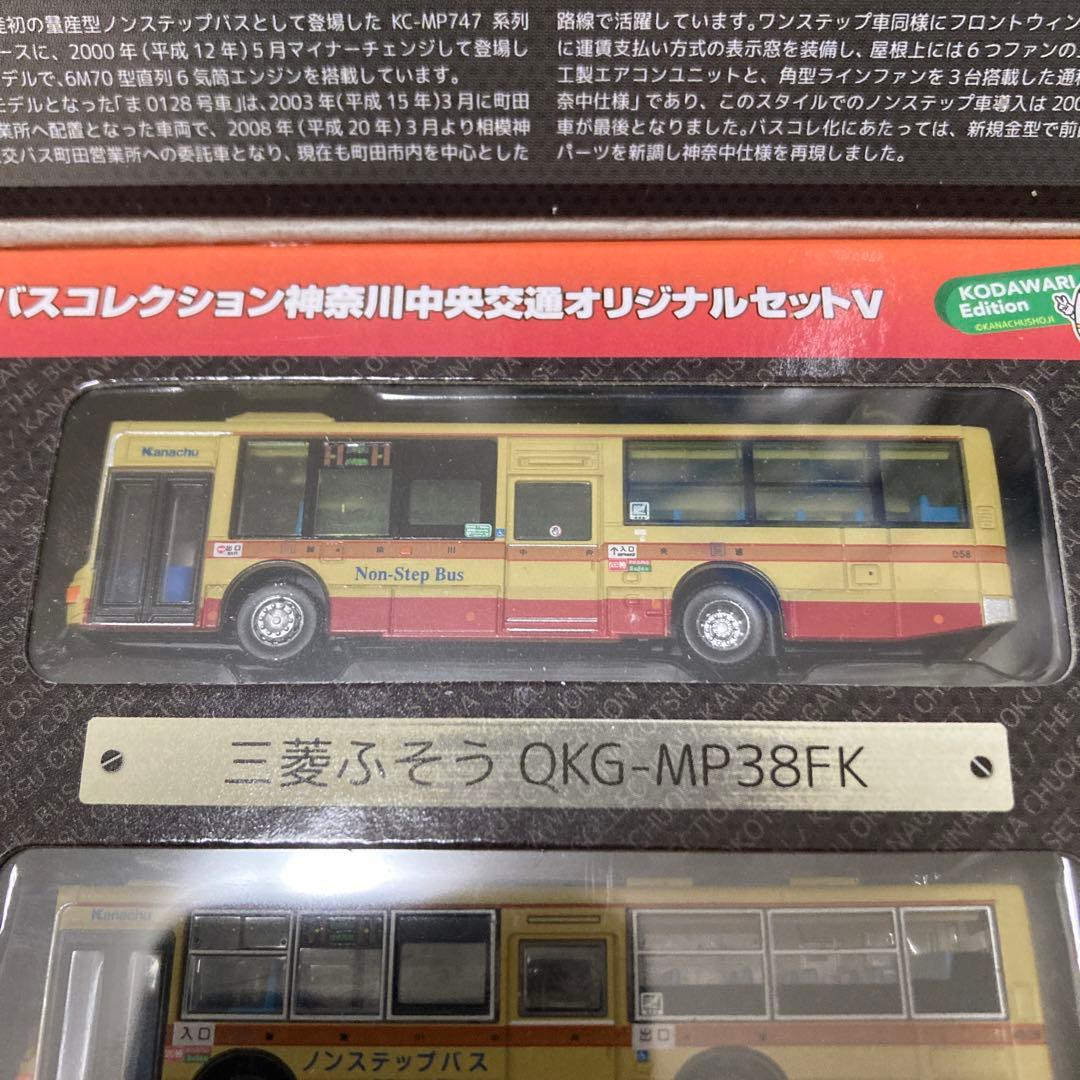 産初の量産型ノンステップバスとして登場した KC-MP747 系列
ースに、2000 年(平成 12 年)5 月マイナーチェンジして登場し
デルで、6M70 型直列 6 気筒エンジンを搭載しています。
モデルとなった「ま 0128 号車」は、2003 年(平成 15 年)3 月に町田
業所へ配置となった車両で、2008 年(平成 20 年)3 月より相模神
交バス町田営業所への委託車となり、現在も町田市内を中心とした
路線で活躍しています。ワンステップ車同様にフロントウィン
に運賃支払い方式の表示窓を装備し、屋根上には 6 つファンの
工製エアコンユニットと、角型ラインファンを 3 台搭載した過
奈中仕様」であり、このスタイルでのノンステップ車導入は 200
車が最後となりました。バスコレ化にあたっては、新規金型で前
パーツを新調し神奈中仕様を再現しました。
バスコレクション神奈川中央交通オリジナルセットV
KODAWARI
Edition
©KANACHUSHOJI
Kanachu
出口
Non-Step Bus
中 央
入口
058
三菱ふそう QKG-MP38FK
Kanachu
入口
出口
ノンステップバス